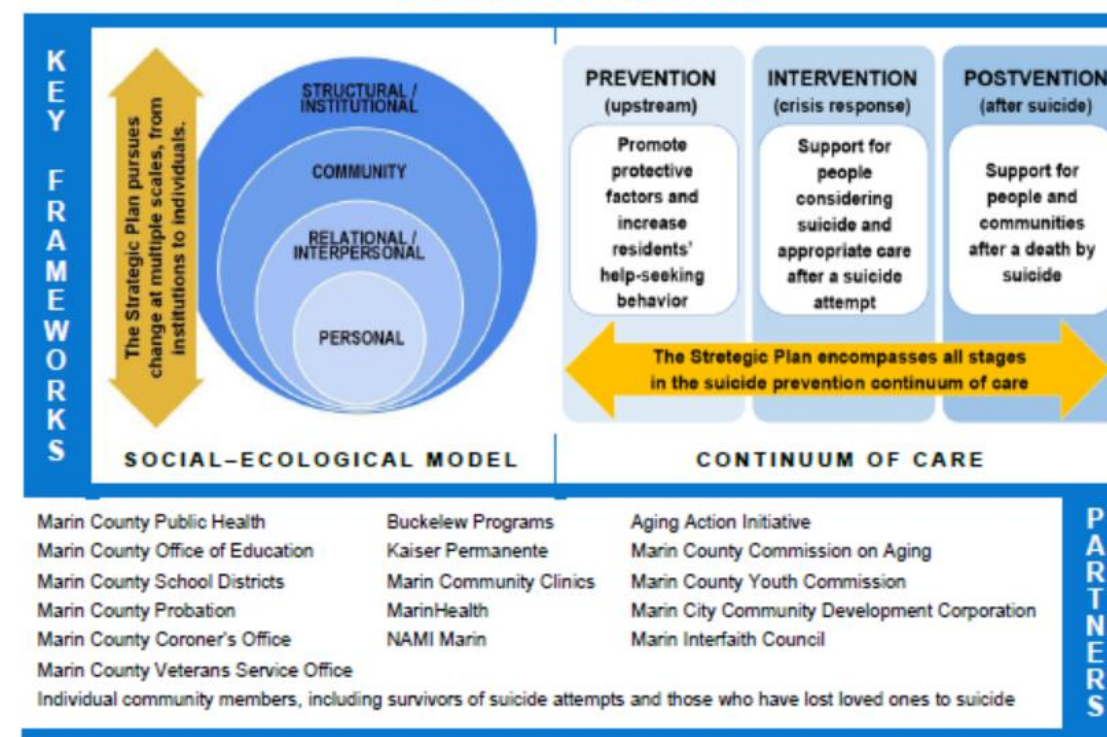 KEY FRAMEWORKS
The Strategic Plan pursues
change at multiple scales, from
institutions to individuals.
STRUCTURAL /
INSTITUTIONAL
COMMUNITY
RELATIONAL /
INTERPERSONAL
PERSONAL
SOCIAL–ECOLOGICAL MODEL
PREVENTION
(upstream)
Promote
protective
factors and
increase
residents'
help-seeking
behavior
INTERVENTION
(crisis response)
Support for
people
considering
suicide and
appropriate care
after a suicide
attempt
POSTVENTION
(after suicide)
Support for
people and
communities
after a death by
suicide
The Stretegic Plan encompasses all stages
in the suicide prevention continuum of care
CONTINUUM OF CARE
Marin County Public Health
Marin County Office of Education
Marin County School Districts
Marin County Probation
Marin County Coroner's Office
Marin County Veterans Service Office
Buckelew Programs
Kaiser Permanente
Marin Community Clinics
MarinHealth
NAMI Marin
Aging Action Initiative
Marin County Commission on Aging
Marin County Youth Commission
Marin City Community Development Corporation
Marin Interfaith Council
Individual community members, including survivors of suicide attempts and those who have lost loved ones to suicide
PARTNERS